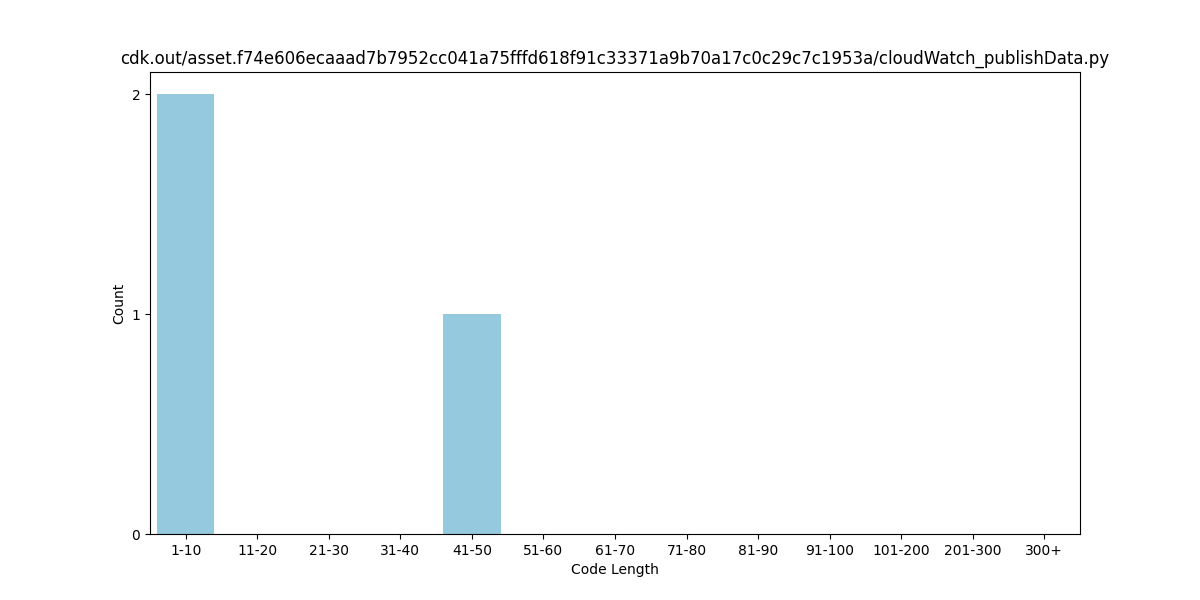 cdk.out/asset.f74e606ecaaad7b7952cc041a75fffd618f91c33371a9b70a17c0c29c7c1953a/cloudWatch_publishData.py
2
1
0
Count
1-10 11-20 21-30 31-40 41-50 51-60 61-70 71-80 81-90 91-100 101-200 201-300 300+
Code Length